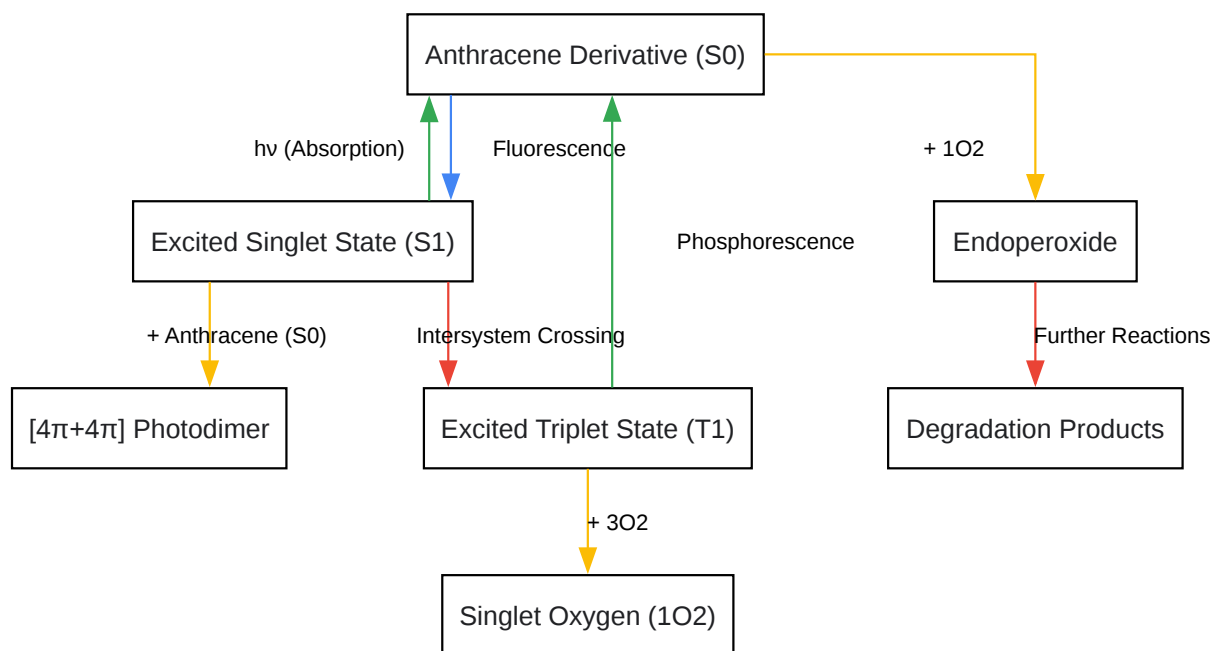 Anthracene Derivative (S0)
hν (Absorption)
Fluorescence
+ 1O2
Excited Singlet State (S1)
Phosphorescence
Endoperoxide
+ Anthracene (S0)
Intersystem Crossing
Further Reactions
[4π+4π] Photodimer
Excited Triplet State (T1)
Degradation Products
+ 3O2
Singlet Oxygen (1O2)